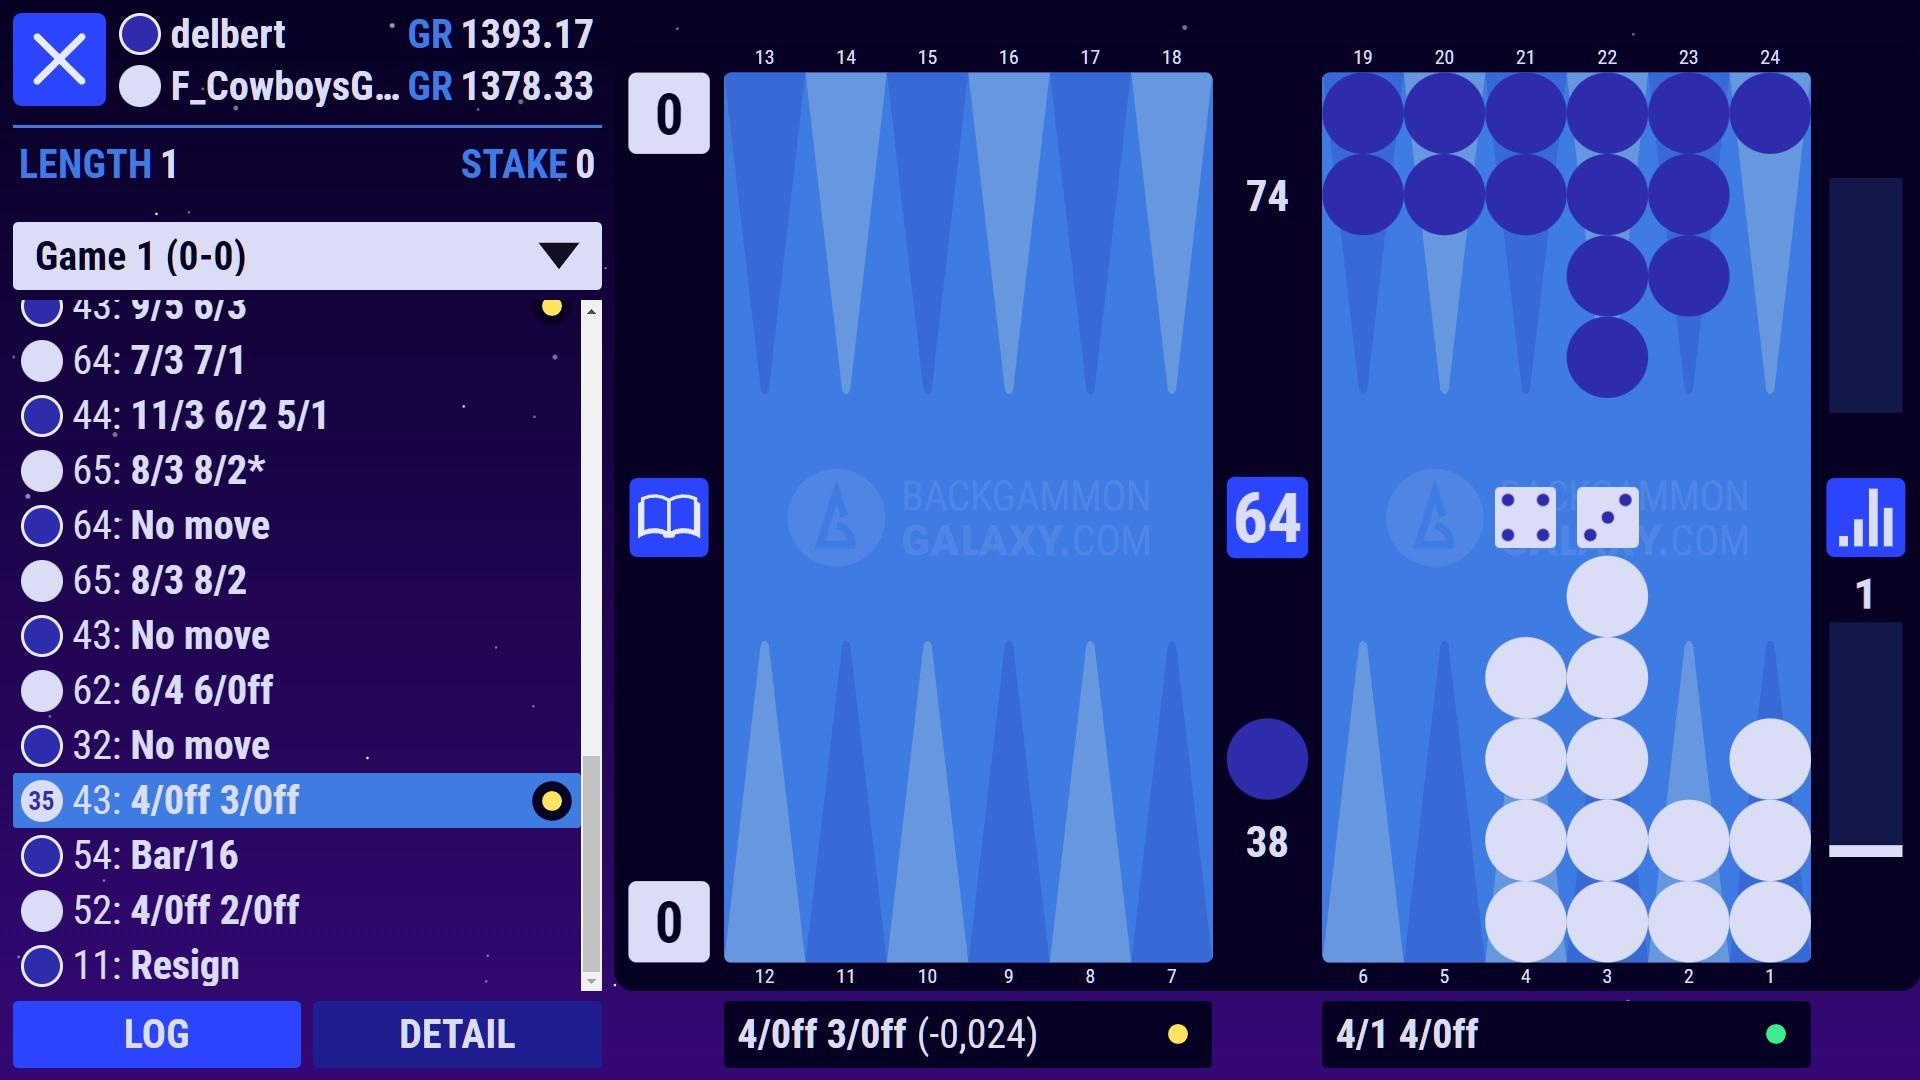 delbert GR 1393.17
F_CowboysG... GR 1378.33
LENGTH 1 STAKE 0
Game 1 (0-0)
43: 9/5 6/3
64: 7/3 7/1
44: 11/3 6/2 5/1
65: 8/3 8/2*
64: No move
65: 8/3 8/2
43: No move
62: 6/4 6/0ff
32: No move
35 43: 4/0ff 3/0ff
54: Bar/16
52: 4/0ff 2/0ff
11: Resign
LOG DETAIL
13 14 15 16 17 18 19 20 21 22 23 24
0
74
BACKGAMMON
GALAXY.COM
64
BACKGAMMON
GALAXY.COM
1
38
0
12 11 10 9 8 7 6 5 4 3 2 1
4/0ff 3/0ff (-0,024)
4/1 4/0ff